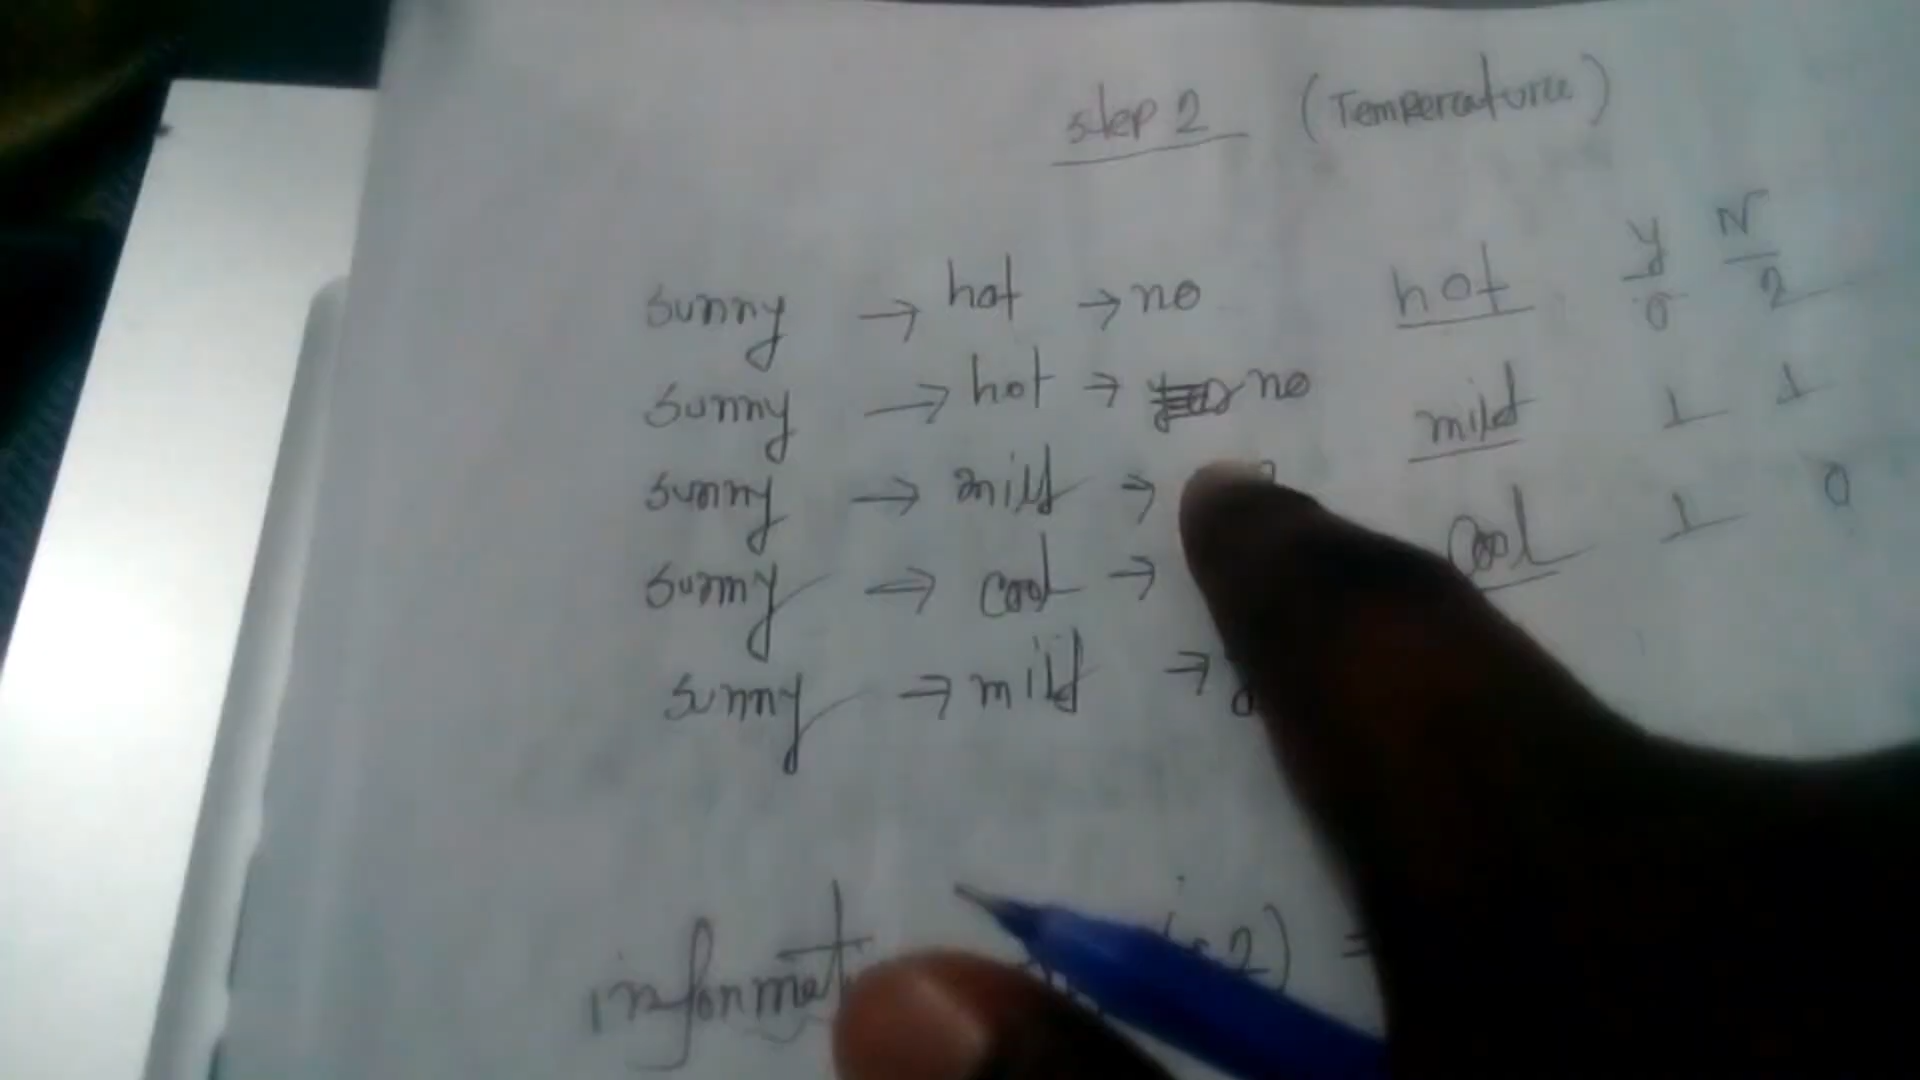 step 2 (Temperature)
sunny → hot → no
sunny → hot → no
sunny → mild →
sunny → cool →
sunny → mild →
y N
hot 0 2
mild 1 1
cool 1 0
2) =